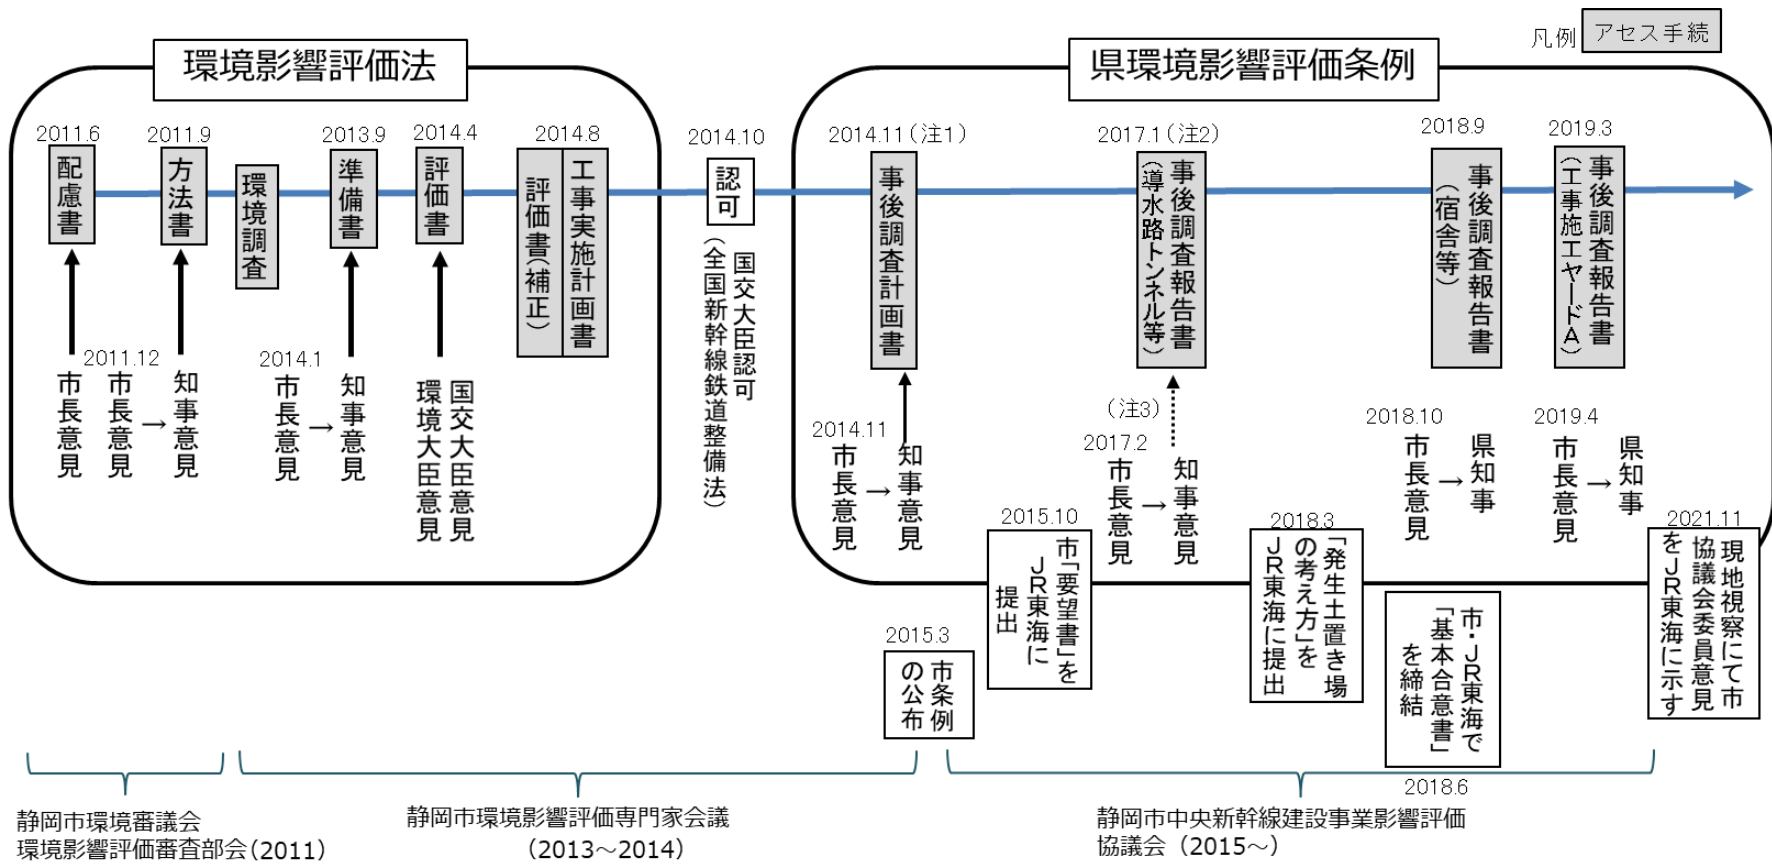 凡例
アセス手続
環境影響評価法
県環境影響評価条例
2011.6
配慮書
市長意見
2011.9
方法書
2011.12
市長意見
→
知事意見
環境調査
2013.9
準備書
2014.1
市長意見
→
知事意見
2014.4
評価書
国交大臣意見
環境大臣意見
2014.8
工事実施計画書
評価書(補正)
2014.10
認可
国交大臣認可
(全国新幹線鉄道整備法)
2014.11(注1)
事後調査計画書
2014.11
市長意見
→
知事意見
2017.1(注2)
事後調査報告書
(導水路トンネル等)
(注3)
2017.2
市長意見
→
知事意見
2018.9
事後調査報告書
(宿舎等)
2018.10
市長意見
→
県知事
2019.3
事後調査報告書
(工事施工ヤードA)
2019.4
市長意見
→
県知事
2015.3
市条例
の公布
2015.10
市「要望書」を
JR東海に
提出
2018.3
「発生土置き場
の考え方」を
JR東海に提出
市・JR東海で
「基本合意書」
を締結
2018.6
2021.11
現地視察にて市
協議会委員意見
をJR東海に示す
静岡市環境審議会
環境影響評価審査部会(2011)
静岡市環境影響評価専門家会議
(2013～2014)
静岡市中央新幹線建設事業影響評価
協議会（2015～）